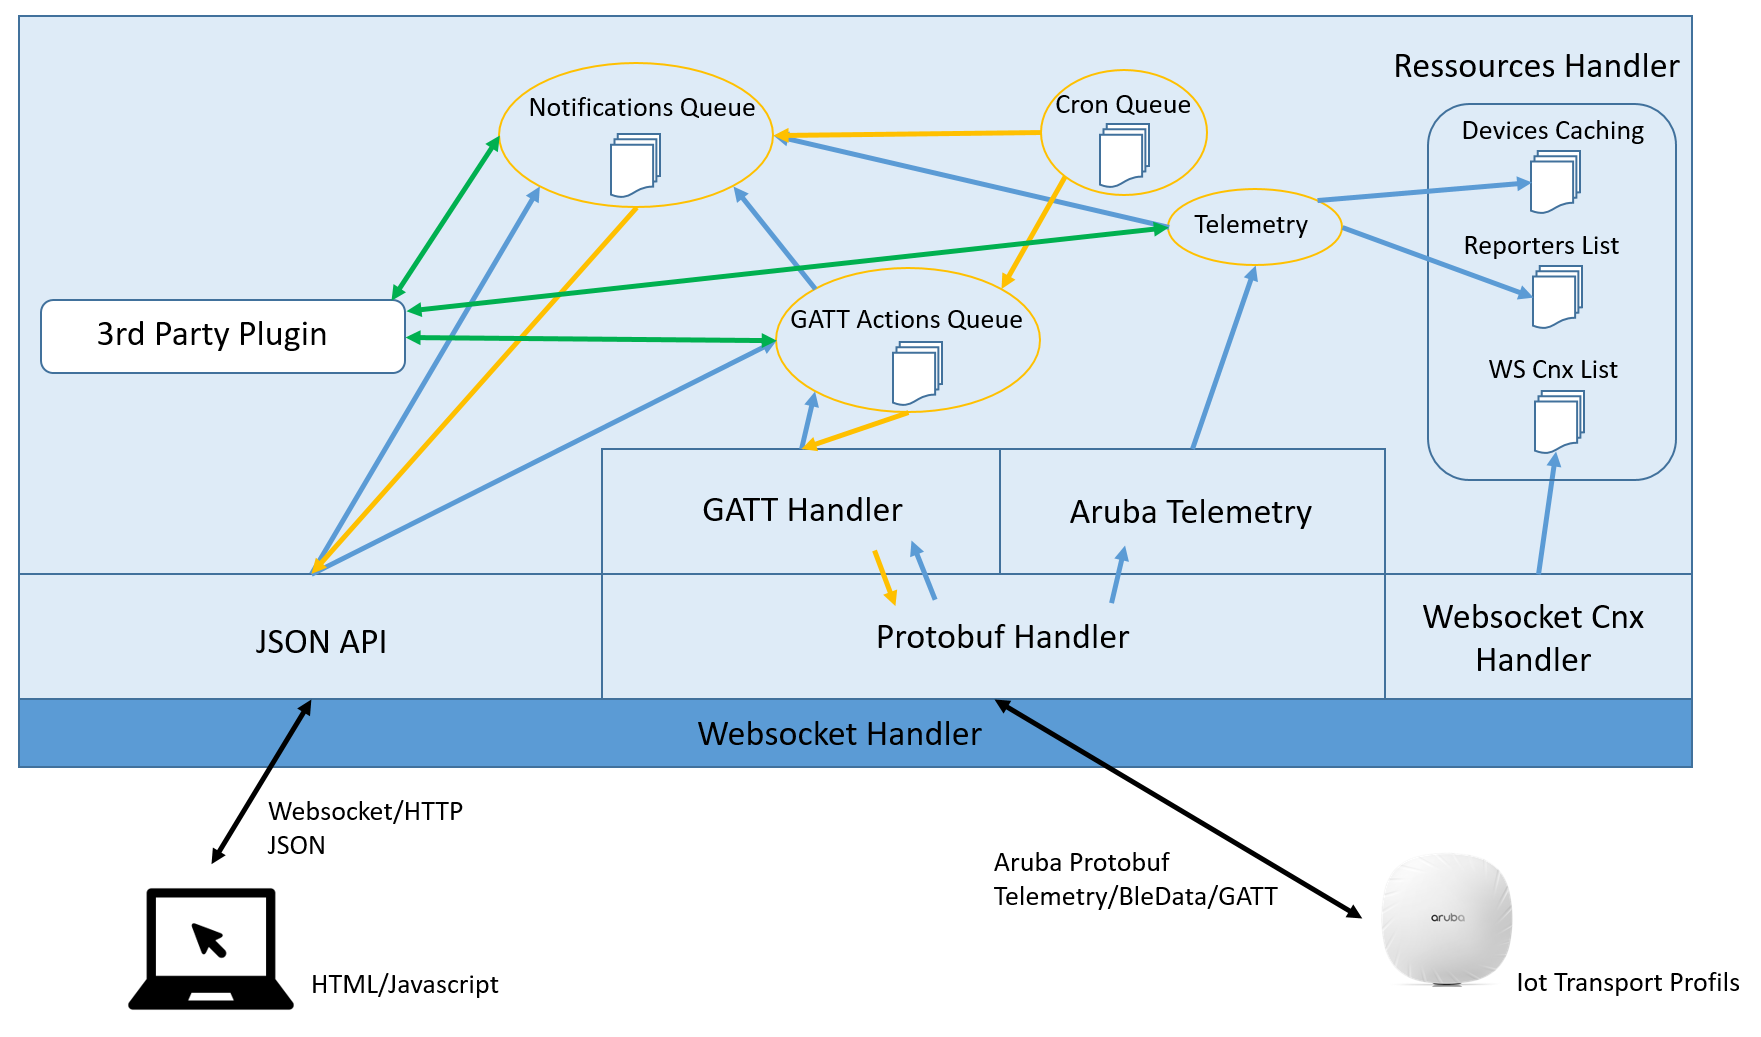 Ressources Handler
Notifications Queue
Cron Queue
Devices Caching
Telemetry
Reporters List
3rd Party Plugin
GATT Actions Queue
WS Cnx List
GATT Handler
Aruba Telemetry
JSON API
Protobuf Handler
Websocket Cnx
Handler
Websocket Handler
Websocket/HTTP
JSON
Aruba Protobuf
Telemetry/BleData/GATT
aruba
HTML/Javascript
Iot Transport Profils